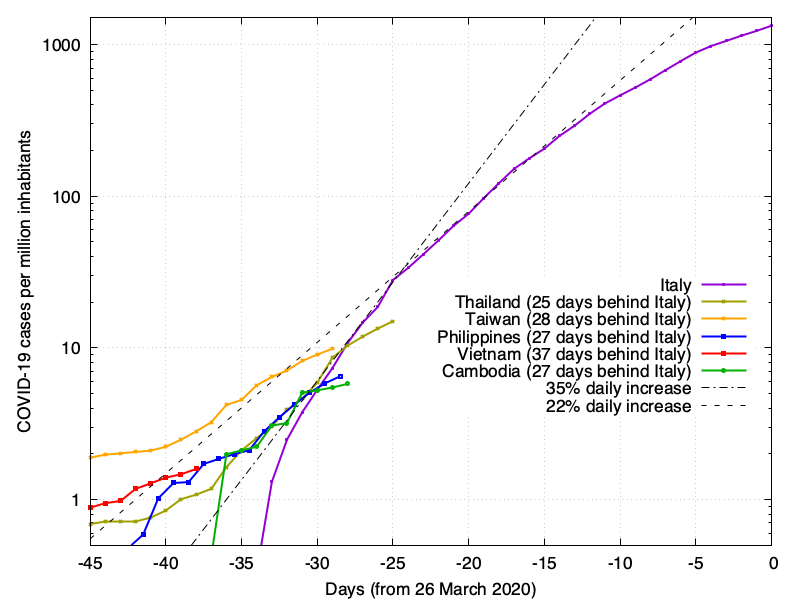 1000
100
10
1
COVID-19 cases per million inhabitants
Italy
Thailand (25 days behind Italy)
Taiwan (28 days behind Italy)
Philippines (27 days behind Italy)
Vietnam (37 days behind Italy)
Cambodia (27 days behind Italy)
35% daily increase
22% daily increase
-45 -40 -35 -30 -25 -20 -15 -10 -5 0
Days (from 26 March 2020)